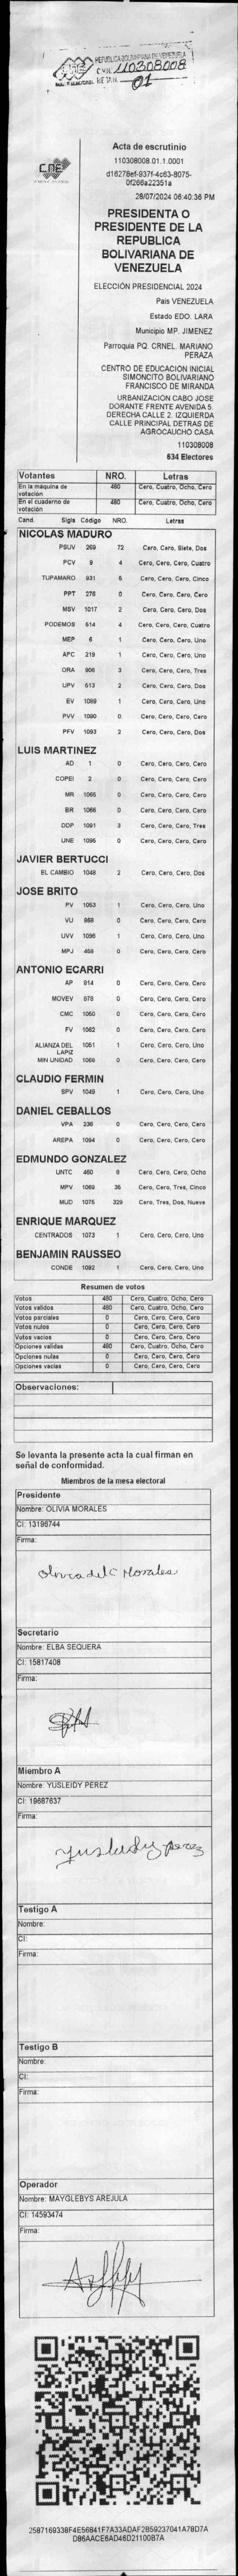 REPUBLICA BOLIVARIANA DE VENEZUELA
C.V.N. 110308008
01
CNE
Acta de escrutinio
110308008.01.1.0001
d16278ef-937f-4c63-8075-
0f266a22351a
28/07/2024 06:40:36 PM
PRESIDENTA O
PRESIDENTE DE LA
REPUBLICA
BOLIVARIANA DE
VENEZUELA
ELECCIÓN PRESIDENCIAL 2024
Pais VENEZUELA
Estado EDO. LARA
Municipio MP. JIMENEZ
Parroquia PQ. CRNEL. MARIANO
PERAZA
CENTRO DE EDUCACION INICIAL
SIMONCITO BOLIVARIANO
FRANCISCO DE MIRANDA
URBANIZACIÓN CABO JOSE
DORANTE FRENTE AVENIDA 5.
DERECHA CALLE 2. IZQUIERDA
CALLE PRINCIPAL DETRAS DE
AGROCAUCHO CASA
110308008
634 Electores
Votantes NRO. Letras
En la máquina de votación 480 Cero, Cuatro, Ocho, Cero
En el cuaderno de votación 480 Cero, Cuatro, Ocho, Cero
Cand. Sigla Código NRO. Letras
NICOLAS MADURO
PSUV 269 72 Cero, Cero, Siete, Dos
PCV 9 4 Cero, Cero, Cero, Cuatro
TUPAMARO 931 5 Cero, Cero, Cero, Cinco
PPT 276 0 Cero, Cero, Cero, Cero
MSV 1017 2 Cero, Cero, Cero, Dos
PODEMOS 514 4 Cero, Cero, Cero, Cuatro
MEP 6 1 Cero, Cero, Cero, Uno
APC 219 1 Cero, Cero, Cero, Uno
ORA 906 3 Cero, Cero, Cero, Tres
UPV 613 2 Cero, Cero, Cero, Dos
EV 1089 1 Cero, Cero, Cero, Uno
PVV 1090 0 Cero, Cero, Cero, Cero
PFV 1093 2 Cero, Cero, Cero, Dos
LUIS MARTINEZ
AD 1 0 Cero, Cero, Cero, Cero
COPEI 2 0 Cero, Cero, Cero, Cero
MR 1065 0 Cero, Cero, Cero, Cero
BR 1066 0 Cero, Cero, Cero, Cero
DDP 1091 3 Cero, Cero, Cero, Tres
UNE 1095 0 Cero, Cero, Cero, Cero
JAVIER BERTUCCI
EL CAMBIO 1048 2 Cero, Cero, Cero, Dos
JOSE BRITO
PV 1053 1 Cero, Cero, Cero, Uno
VU 868 0 Cero, Cero, Cero, Cero
UVV 1096 1 Cero, Cero, Cero, Uno
MPJ 458 0 Cero, Cero, Cero, Cero
ANTONIO ECARRI
AP 814 0 Cero, Cero, Cero, Cero
MOVEV 878 0 Cero, Cero, Cero, Cero
CMC 1050 0 Cero, Cero, Cero, Cero
FV 1062 0 Cero, Cero, Cero, Cero
ALIANZA DEL LAPIZ 1051 1 Cero, Cero, Cero, Uno
MIN UNIDAD 1068 0 Cero, Cero, Cero, Cero
CLAUDIO FERMIN
SPV 1049 1 Cero, Cero, Cero, Uno
DANIEL CEBALLOS
VPA 236 0 Cero, Cero, Cero, Cero
AREPA 1094 0 Cero, Cero, Cero, Cero
EDMUNDO GONZALEZ
UNTC 460 8 Cero, Cero, Cero, Ocho
MPV 1069 35 Cero, Cero, Tres, Cinco
MUD 1075 329 Cero, Tres, Dos, Nueve
ENRIQUE MARQUEZ
CENTRADOS 1073 1 Cero, Cero, Cero, Uno
BENJAMIN RAUSSEO
CONDE 1092 1 Cero, Cero, Cero, Uno
Resumen de votos
Votos 480 Cero, Cuatro, Ocho, Cero
Votos validos 480 Cero, Cuatro, Ocho, Cero
Votos parciales 0 Cero, Cero, Cero, Cero
Votos nulos 0 Cero, Cero, Cero, Cero
Votos vacios 0 Cero, Cero, Cero, Cero
Opciones validas 480 Cero, Cuatro, Ocho, Cero
Opciones nulas 0 Cero, Cero, Cero, Cero
Opciones vacias 0 Cero, Cero, Cero, Cero
Observaciones:
Se levanta la presente acta la cual firman en
señal de conformidad.
Miembros de la mesa electoral
Presidente
Nombre: OLIVIA MORALES
CI: 13196744
Firma:
Olivia del C Morales
Secretario
Nombre: ELBA SEQUERA
CI: 15817408
Firma:
Miembro A
Nombre: YUSLEIDY PEREZ
CI: 19687637
Firma:
yusleidy perez
Testigo A
Nombre:
CI:
Firma:
Testigo B
Nombre:
CI:
Firma:
Operador
Nombre: MAYGLEBYS AREJULA
CI: 14593474
Firma:
2587169338F4E56841F7A33ADAF2B59237041A78D7A
D86AACE6AD46D21100B7A